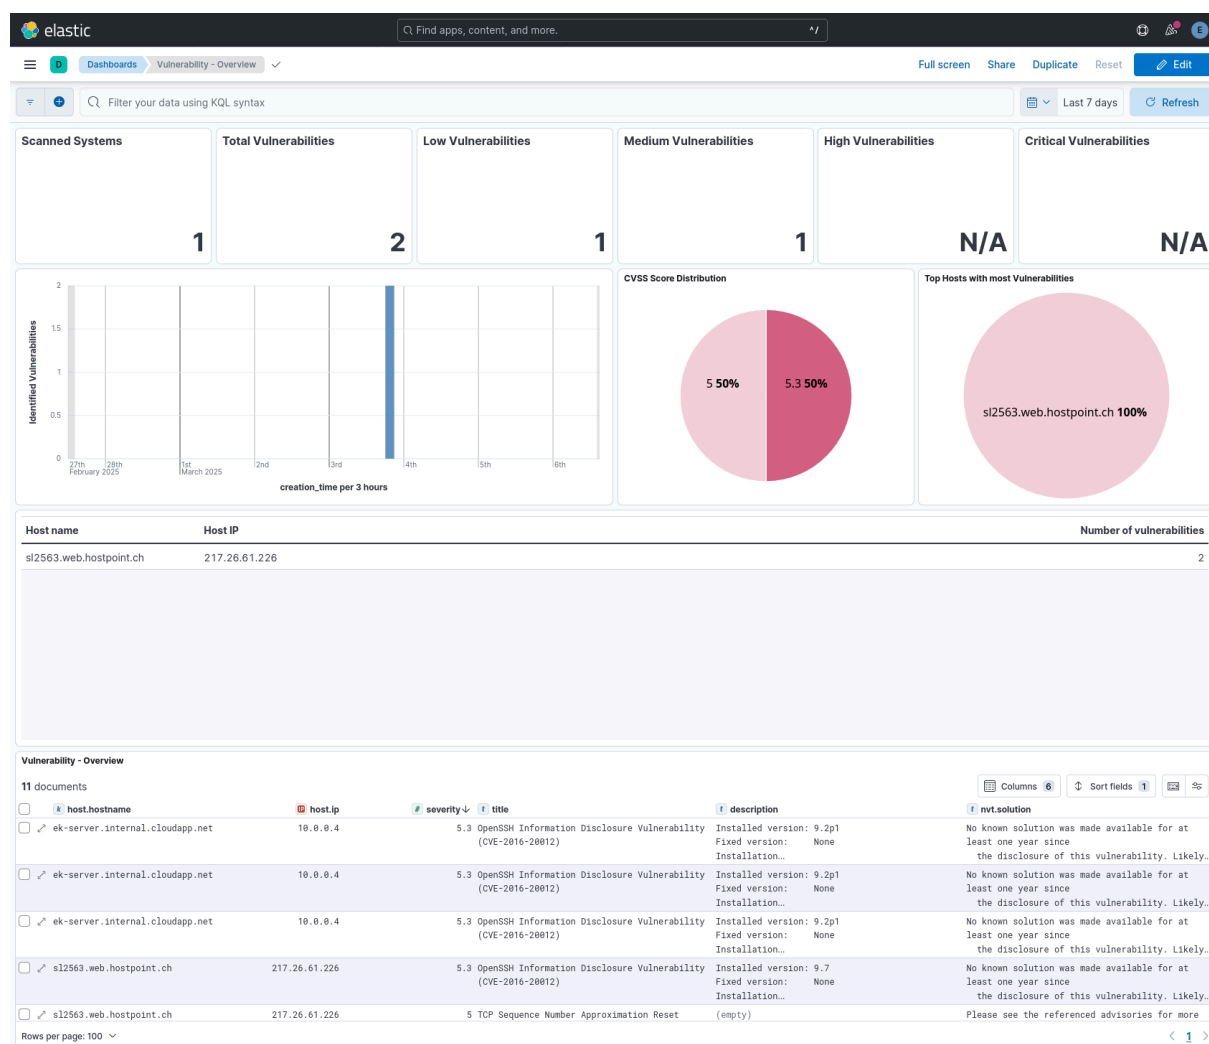 elastic
Find apps, content, and more.
^/
E
D
Dashboards
Vulnerability - Overview
Full screen
Share
Duplicate
Reset
Edit
Filter your data using KQL syntax
Last 7 days
Refresh
Scanned Systems
1
Total Vulnerabilities
2
Low Vulnerabilities
1
Medium Vulnerabilities
1
High Vulnerabilities
N/A
Critical Vulnerabilities
N/A
Identified Vulnerabilities
2
1.5
1
0.5
0
27th
February 2025
28th
1st
March 2025
2nd
3rd
4th
5th
6th
creation_time per 3 hours
CVSS Score Distribution
5 50%
5.3 50%
Top Hosts with most Vulnerabilities
sl2563.web.hostpoint.ch 100%
Host name Host IP Number of vulnerabilities
sl2563.web.hostpoint.ch 217.26.61.226 2
Vulnerability - Overview
11 documents
Columns 6
Sort fields 1
k host.hostname IP host.ip # severity t title t description t nvt.solution
ek-server.internal.cloudapp.net 10.0.0.4 5.3 OpenSSH Information Disclosure Vulnerability Installed version: 9.2p1 No known solution was made available for at
(CVE-2016-20012) Fixed version: None least one year since
Installation… the disclosure of this vulnerability. Likely…
ek-server.internal.cloudapp.net 10.0.0.4 5.3 OpenSSH Information Disclosure Vulnerability Installed version: 9.2p1 No known solution was made available for at
(CVE-2016-20012) Fixed version: None least one year since
Installation… the disclosure of this vulnerability. Likely…
ek-server.internal.cloudapp.net 10.0.0.4 5.3 OpenSSH Information Disclosure Vulnerability Installed version: 9.2p1 No known solution was made available for at
(CVE-2016-20012) Fixed version: None least one year since
Installation… the disclosure of this vulnerability. Likely…
sl2563.web.hostpoint.ch 217.26.61.226 5.3 OpenSSH Information Disclosure Vulnerability Installed version: 9.7 No known solution was made available for at
(CVE-2016-20012) Fixed version: None least one year since
Installation… the disclosure of this vulnerability. Likely…
sl2563.web.hostpoint.ch 217.26.61.226 5 TCP Sequence Number Approximation Reset (empty) Please see the referenced advisories for more
Rows per page: 100
1